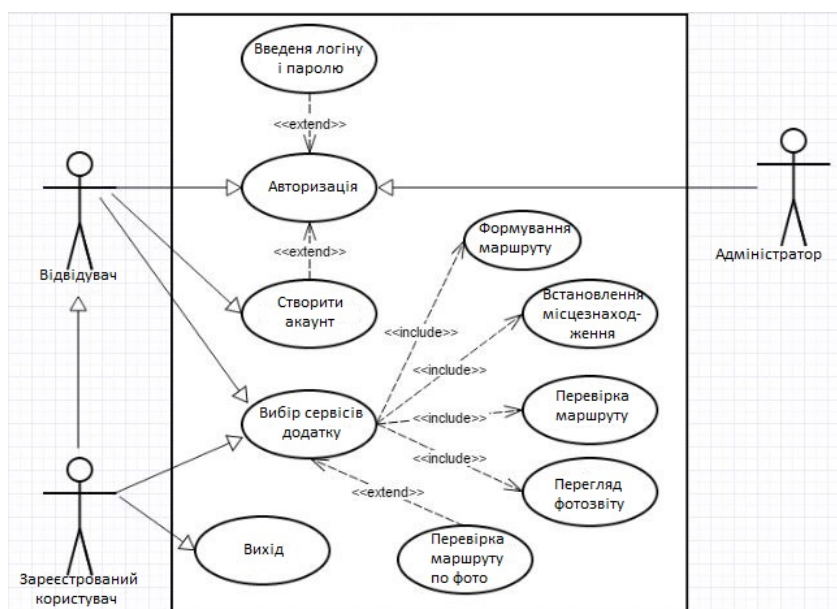 Введеня логіну
і паролю
<<extend>>
Авторизація
<<extend>>
Відвідувач
Адміністратор
Формування
маршруту
Створити
акаунт
Встановлення
місцезнаход-
ження
<<include>>
<<include>>
Вибір сервісів
додатку
<<include>>
Перевірка
маршруту
<<include>>
Перегляд
фотозвіту
<<extend>>
Вихід
Перевірка
маршруту
по фото
Зареєстрований
користувач